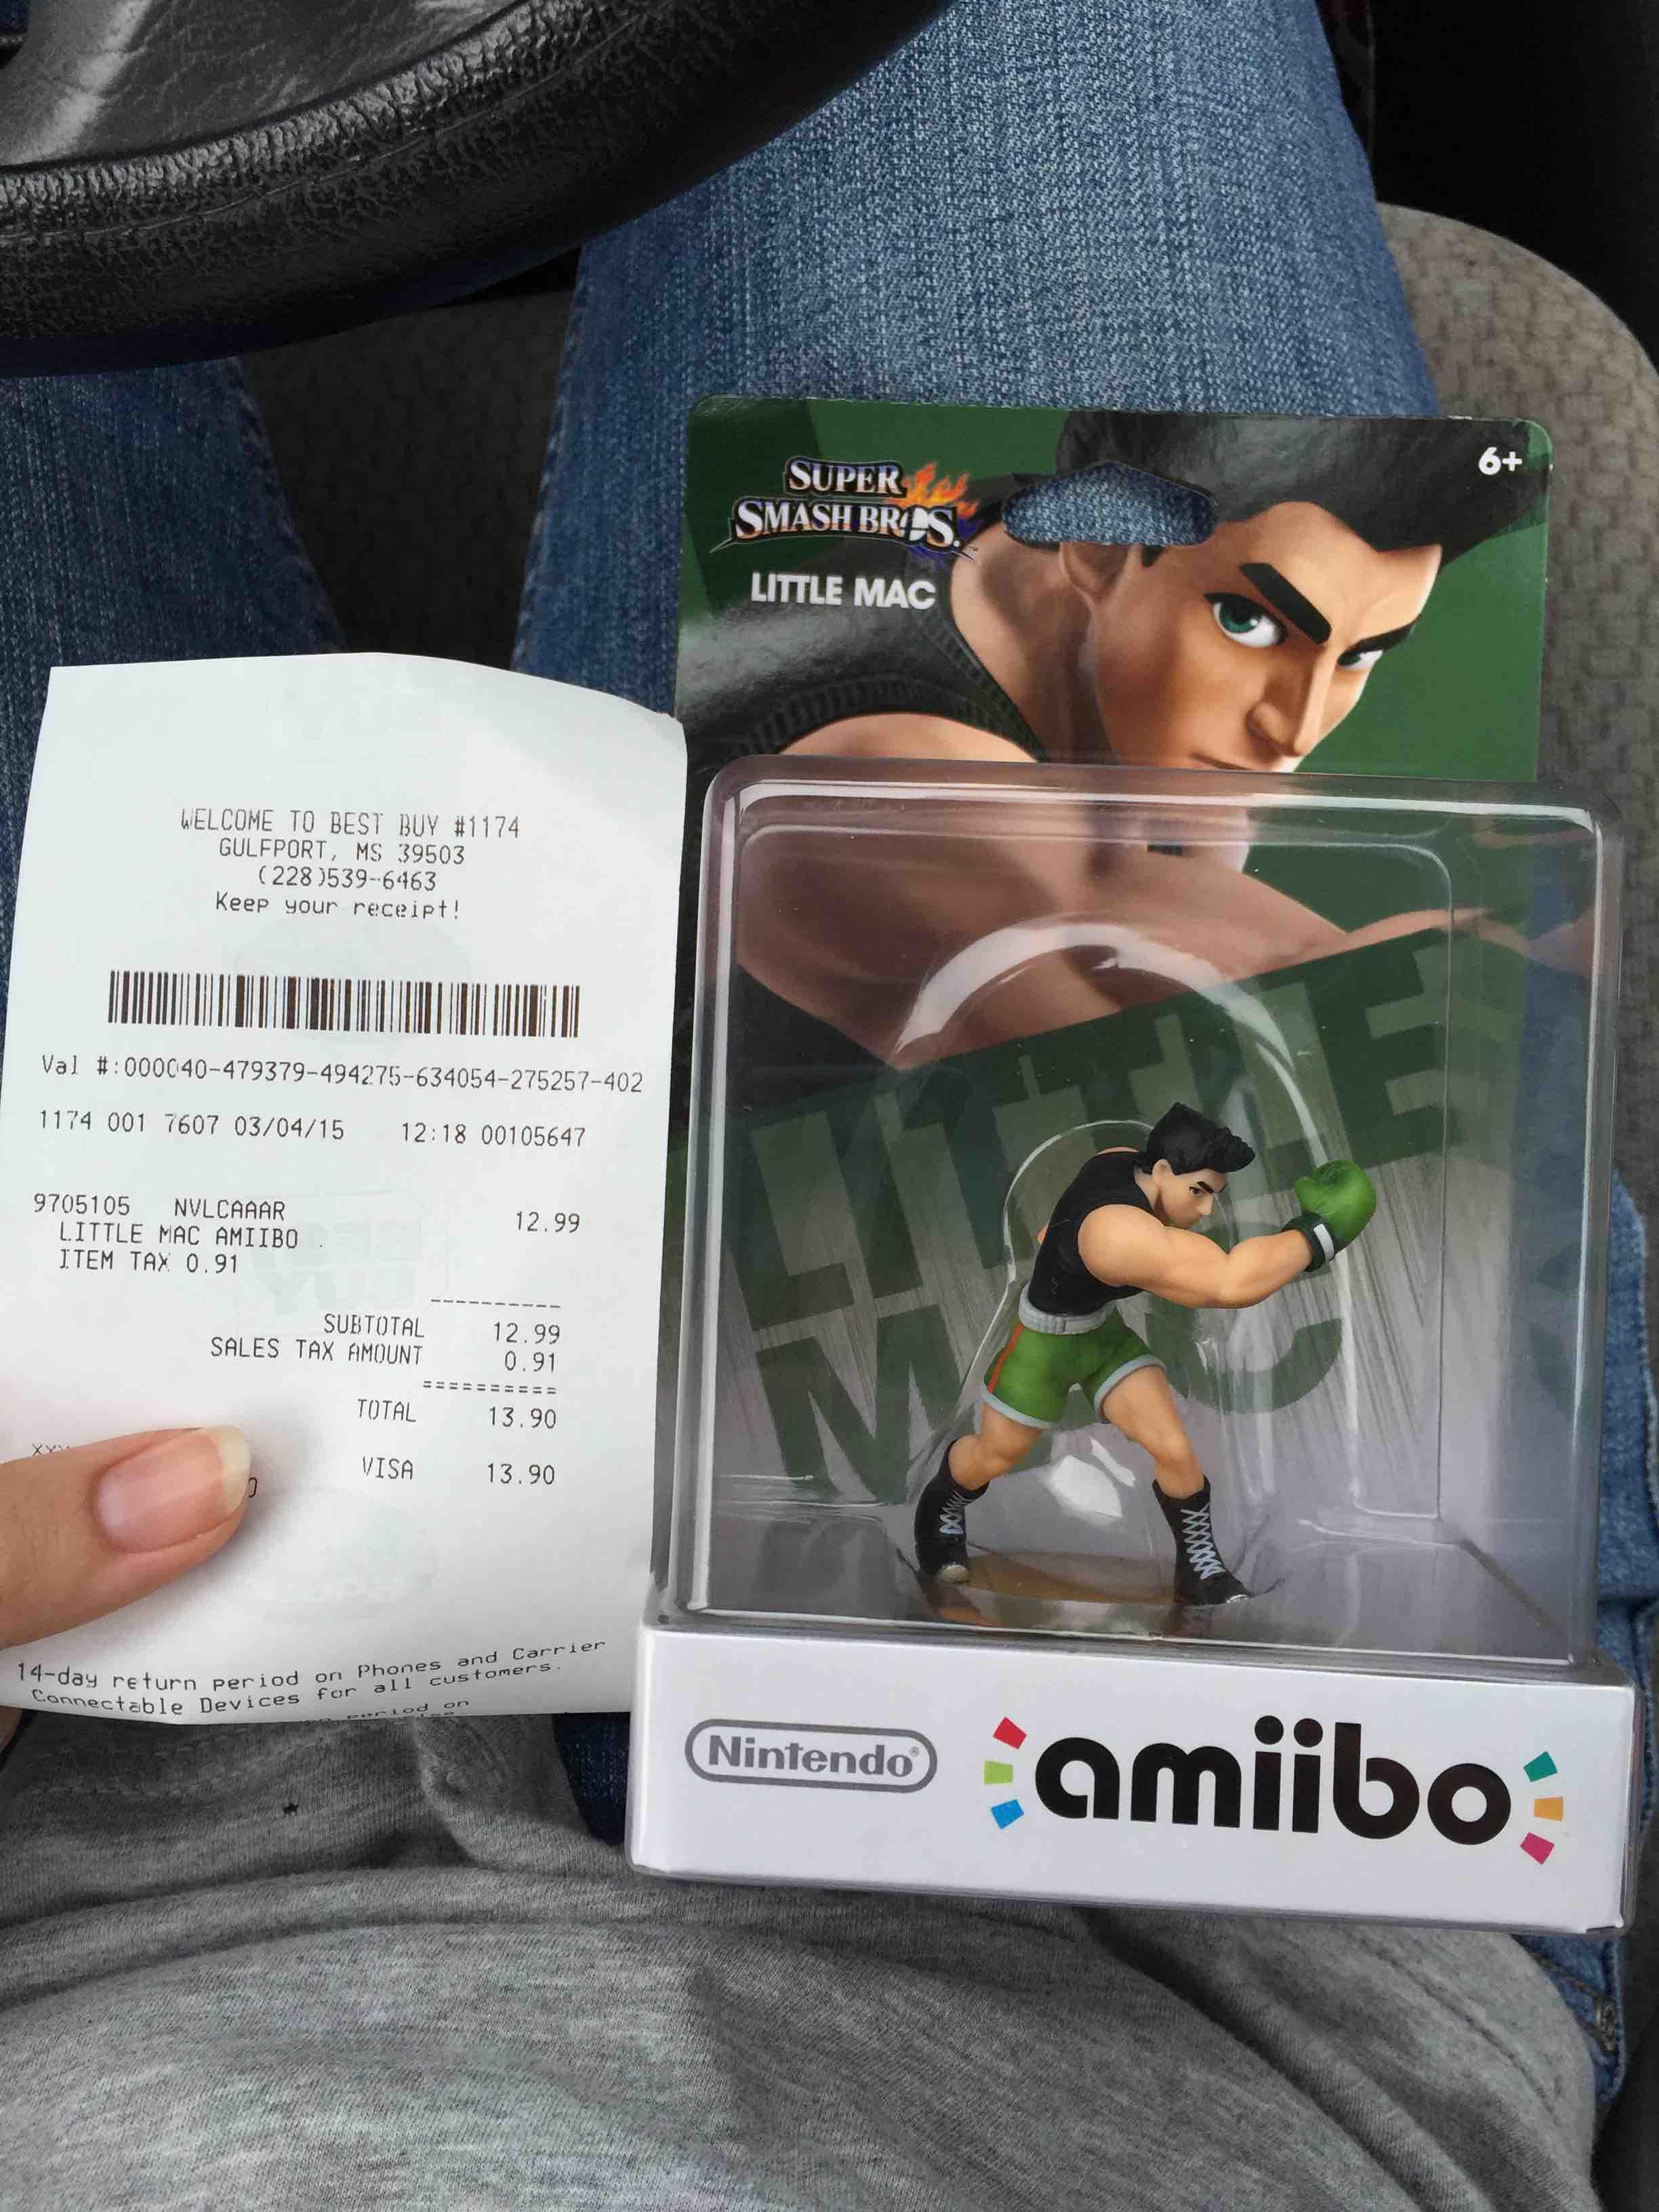 WELCOME TO BEST BUY #1174
GULFPORT, MS 39503
(228)539-6463
Keep your receipt!
Val #:000040-479379-494275-634054-275257-402
1174 001 7607 03/04/15 12:18 00105647
9705105 NVLCAAAR 12.99
LITTLE MAC AMIIBO
ITEM TAX 0.91
SUBTOTAL 12.99
SALES TAX AMOUNT 0.91
==========
TOTAL 13.90
VISA 13.90
14-day return period on Phones and Carrier
Connectable Devices for all customers.
period on
6+
SUPER
SMASH BROS.
LITTLE MAC
LITTLE
MAC
Nintendo®
amiibo